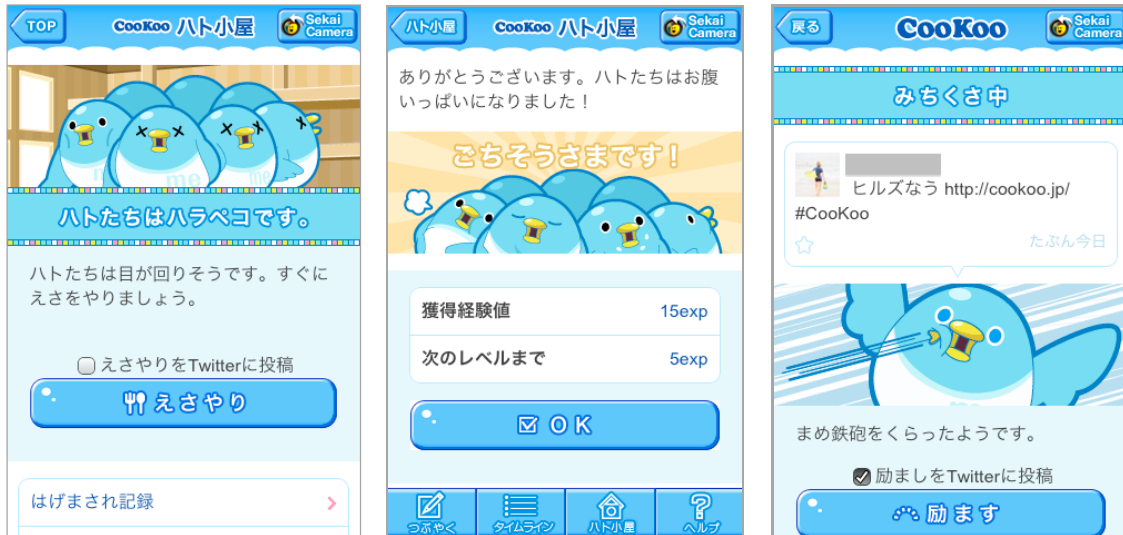 TOP
CooKoo ハト小屋
Sekai
Camera
me
me
ハトたちはハラペコです。
ハトたちは目が回りそうです。すぐに
えさをやりましょう。
えさやりをTwitterに投稿
えさやり
はげまされ記録
ハト小屋
CooKoo ハト小屋
Sekai
Camera
ありがとうございます。ハトたちはお腹
いっぱいになりました！
ごちそうさまです！
獲得経験値 15exp
次のレベルまで 5exp
OK
つぶやく タイムライン ハト小屋 ヘルプ
戻る
CooKoo
Sekai
Camera
みちくさ中
ヒルズなう http://cookoo.jp/
#CooKoo
たぶん今日
まめ鉄砲をくらったようです。
励ましをTwitterに投稿
励ます